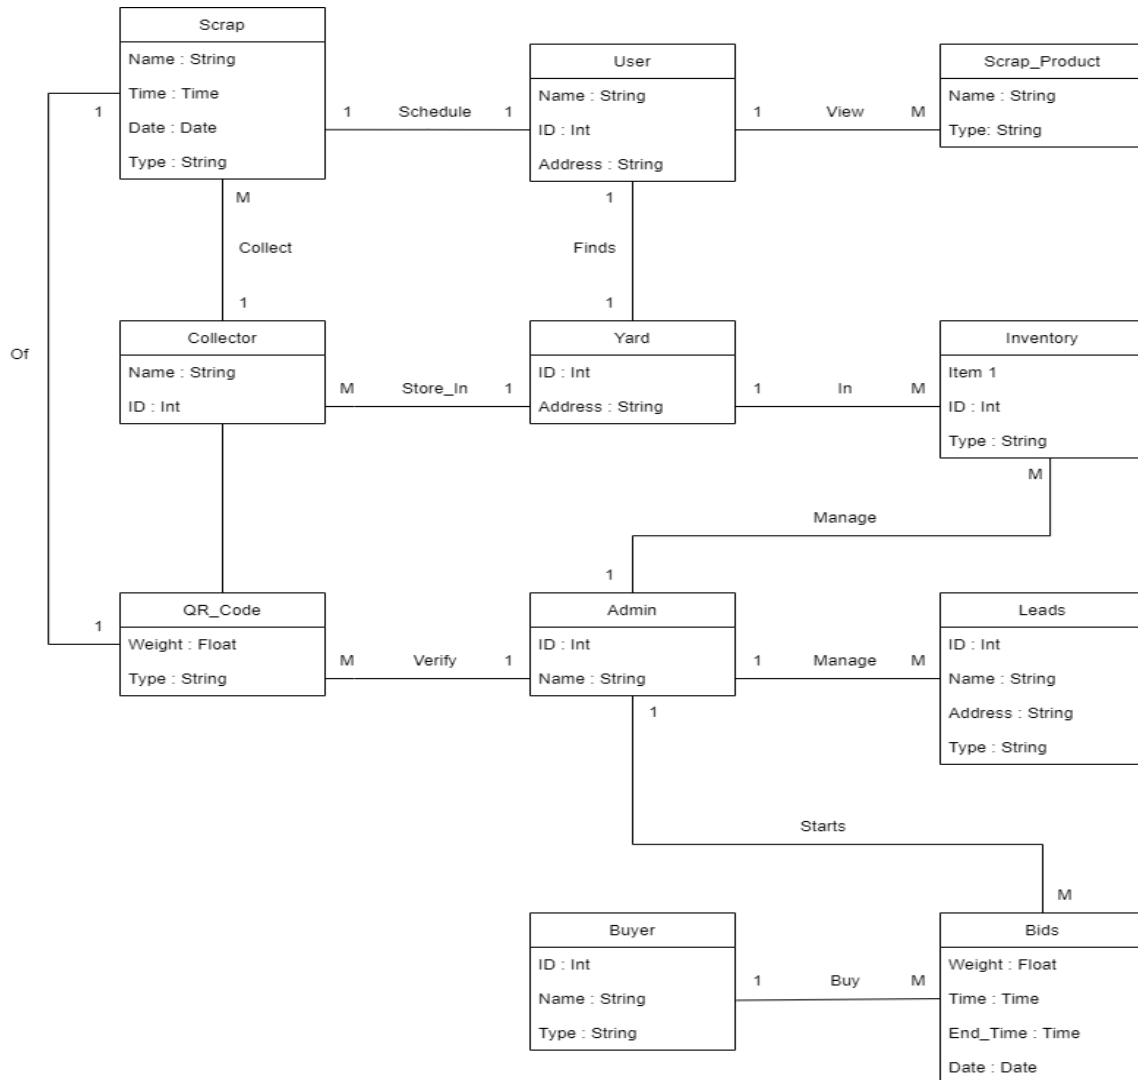 Scrap
Name : String
Time : Time
Date : Date
Type : String
User
Name : String
ID : Int
Address : String
Scrap_Product
Name : String
Type: String
1
1 Schedule 1
1 View M
M
Collect
1
1
Finds
1
Of
Collector
Name : String
ID : Int
M Store_In 1
Yard
ID : Int
Address : String
1 In M
Inventory
Item 1
ID : Int
Type : String
M
Manage
1
QR_Code
Weight : Float
Type : String
1
M Verify 1
Admin
ID : Int
Name : String
1 Manage M
Leads
ID : Int
Name : String
Address : String
Type : String
1
Starts
M
Buyer
ID : Int
Name : String
Type : String
1 Buy M
Bids
Weight : Float
Time : Time
End_Time : Time
Date : Date